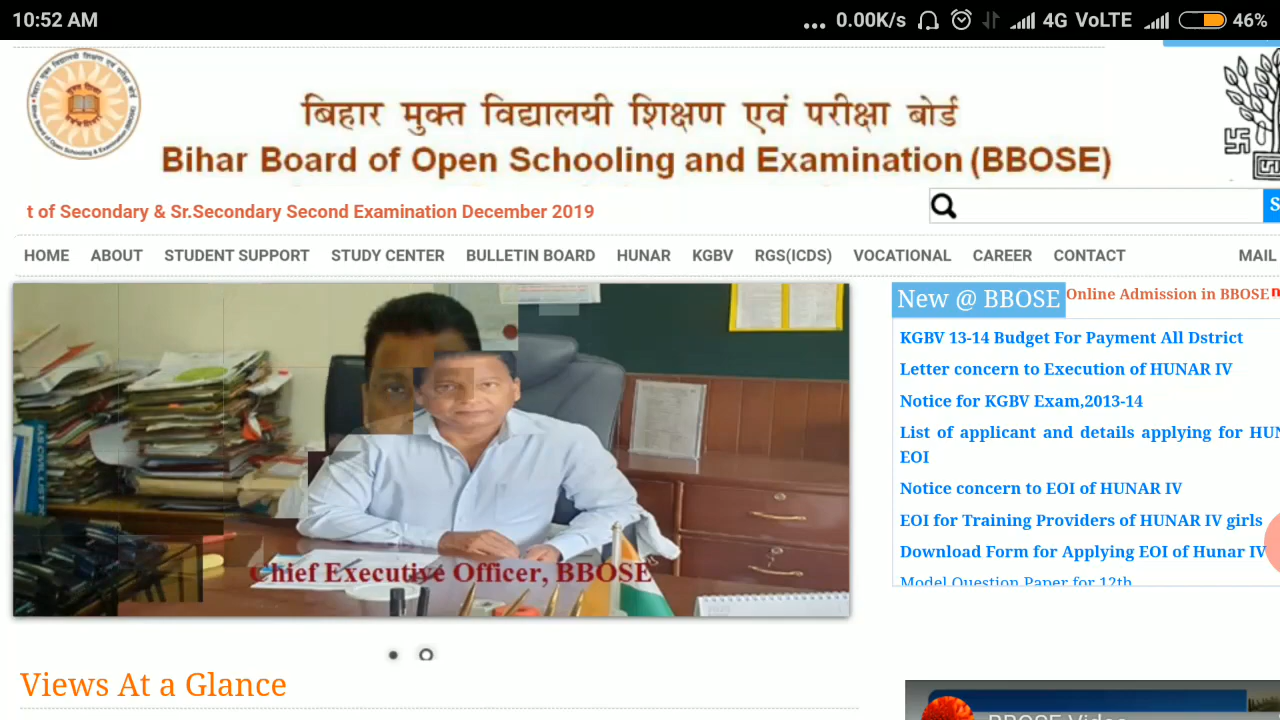 10:52 AM ... 0.00K/s 4G VoLTE 46%
बिहार मुक्त विद्यालयी शिक्षण एवं परीक्षा बोर्ड
Bihar Board of Open Schooling and Examination (BBOSE)
t of Secondary & Sr.Secondary Second Examination December 2019
S
HOME ABOUT STUDENT SUPPORT STUDY CENTER BULLETIN BOARD HUNAR KGBV RGS(ICDS) VOCATIONAL CAREER CONTACT MAIL
New @ BBOSE Online Admission in BBOSE
KGBV 13-14 Budget For Payment All Dstrict
Letter concern to Execution of HUNAR IV
Notice for KGBV Exam,2013-14
List of applicant and details applying for HUN
EOI
Notice concern to EOI of HUNAR IV
EOI for Training Providers of HUNAR IV girls
Download Form for Applying EOI of Hunar IV
Model Question Paper for 12th
Chief Executive Officer, BBOSE
Views At a Glance
BBOSE Video